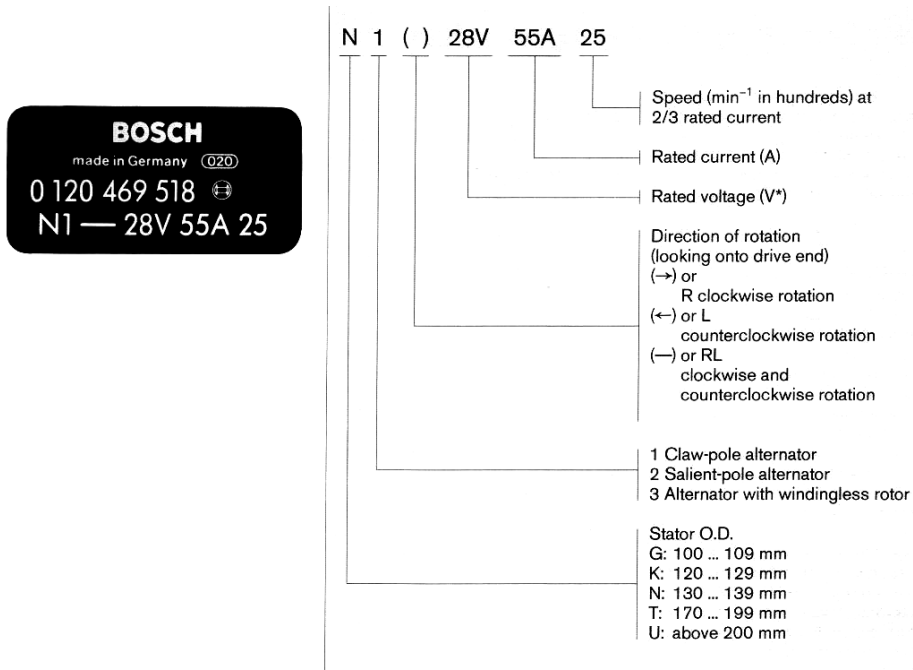 BOSCH
made in Germany 020
0 120 469 518
N1 — 28V 55A 25
N 1 ( ) 28V 55A 25
Speed (min⁻¹ in hundreds) at
2/3 rated current
Rated current (A)
Rated voltage (V*)
Direction of rotation
(looking onto drive end)
(→) or
R clockwise rotation
(←) or L
counterclockwise rotation
(—) or RL
clockwise and
counterclockwise rotation
1 Claw-pole alternator
2 Salient-pole alternator
3 Alternator with windingless rotor
Stator O.D.
G: 100 ... 109 mm
K: 120 ... 129 mm
N: 130 ... 139 mm
T: 170 ... 199 mm
U: above 200 mm